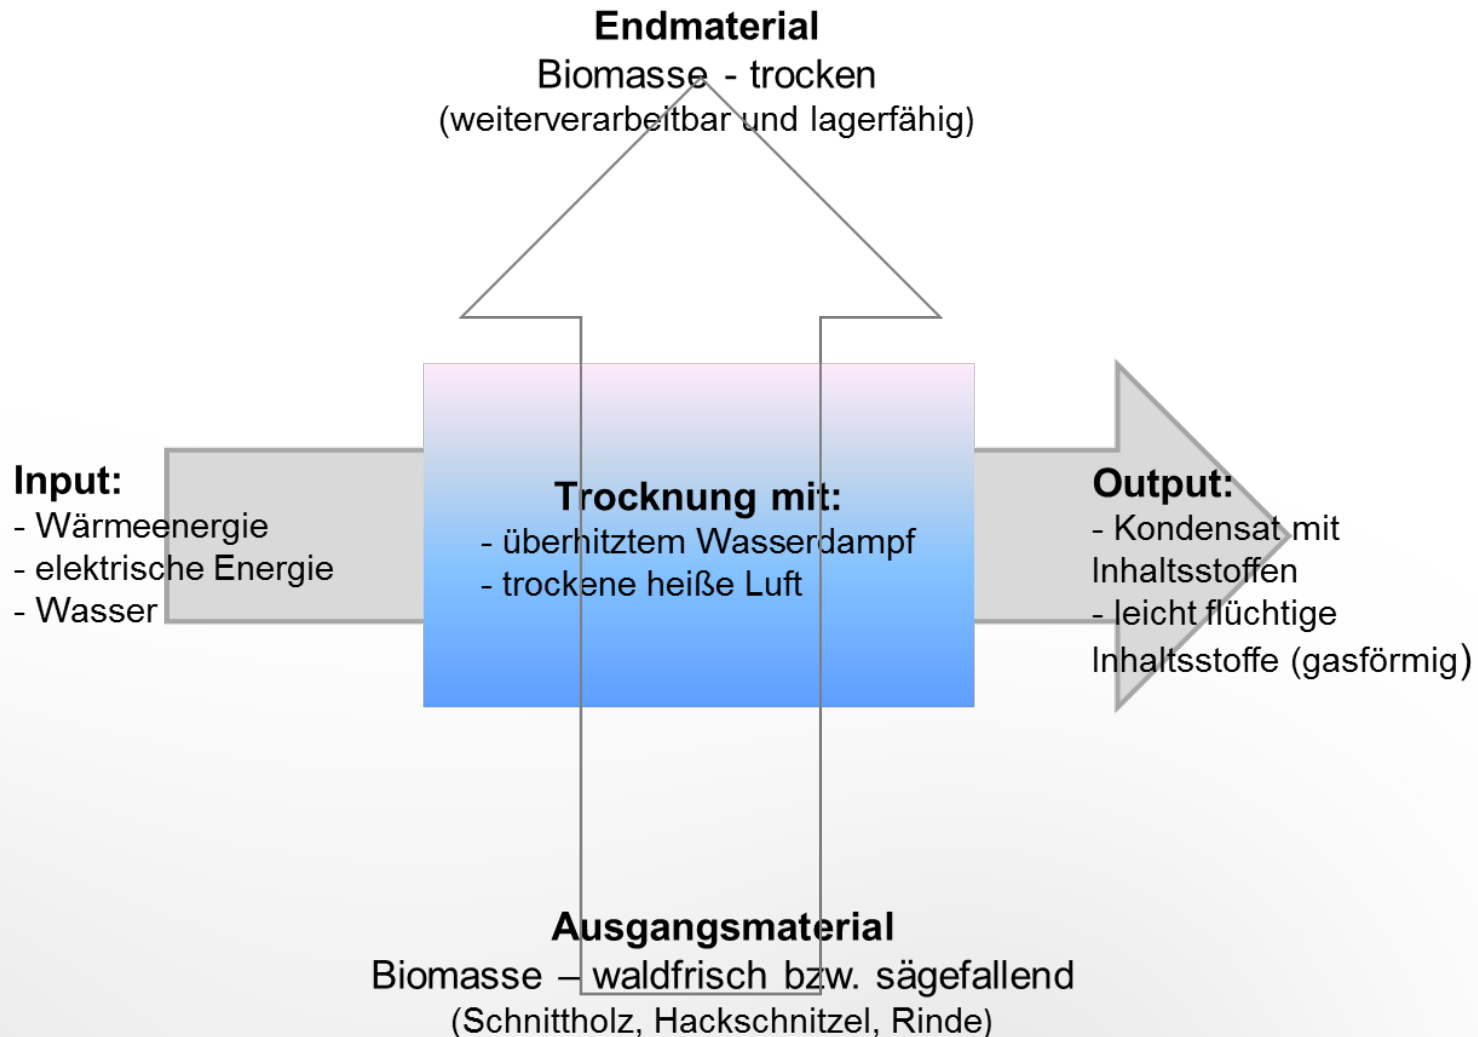 Endmaterial
Biomasse - trocken
(weiterverarbeitbar und lagerfähig)
Input:
- Wärmeenergie
- elektrische Energie
- Wasser
Trocknung mit:
- überhitztem Wasserdampf
- trockene heiße Luft
Output:
- Kondensat mit
Inhaltsstoffen
- leicht flüchtige
Inhaltsstoffe (gasförmig)
Ausgangsmaterial
Biomasse – waldfrisch bzw. sägefallend
(Schnittholz, Hackschnitzel, Rinde)